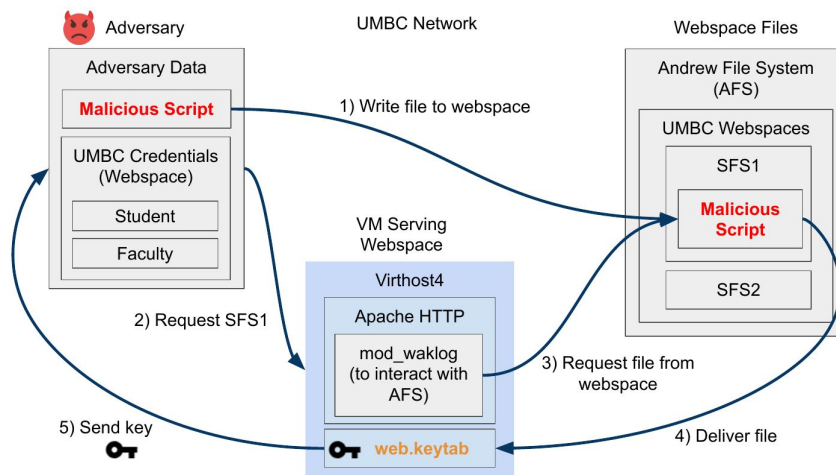 Adversary
UMBC Network
Webspace Files
Adversary Data
Malicious Script
UMBC Credentials
(Webspace)
Student
Faculty
1) Write file to webspace
Andrew File System
(AFS)
UMBC Webspaces
SFS1
Malicious
Script
SFS2
VM Serving
Webspace
Virthost4
Apache HTTP
mod_waklog
(to interact with
AFS)
web.keytab
2) Request SFS1
3) Request file from
webspace
4) Deliver file
5) Send key